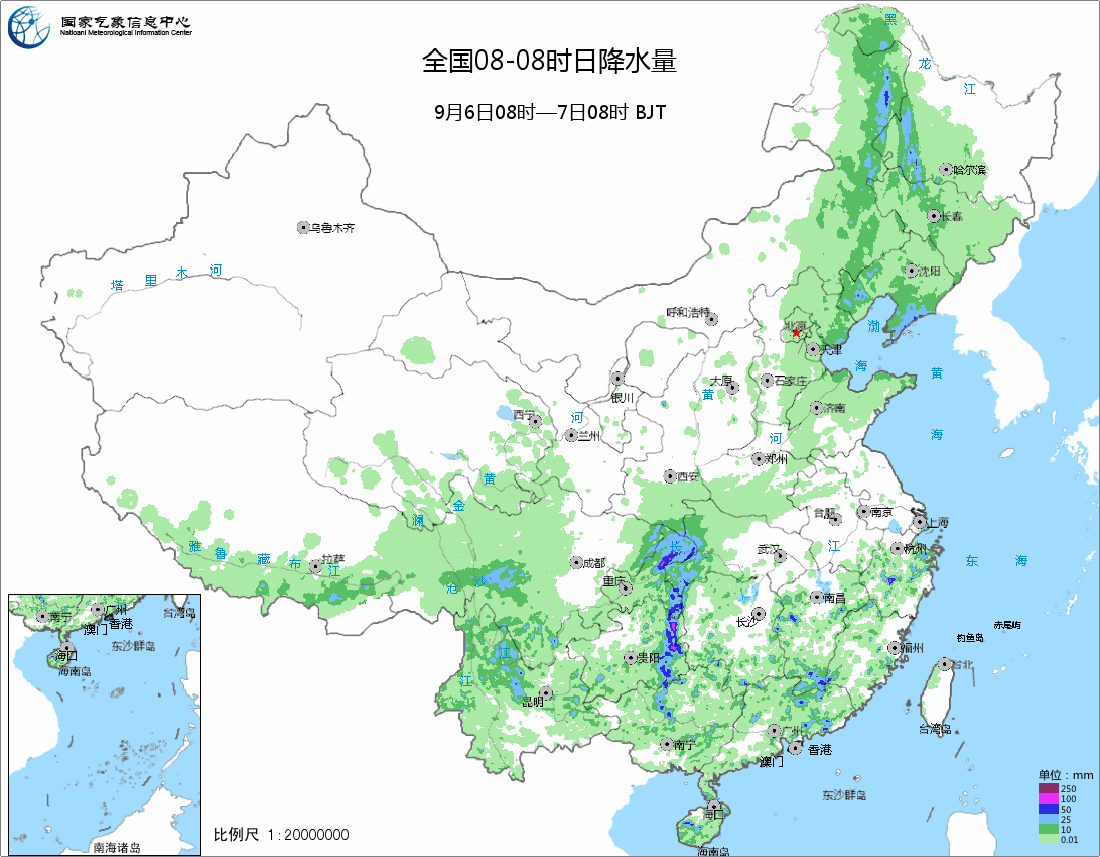 国家气象信息中心
Naitioanl Meteorological Information Center
全国08-08时日降水量
9月6日08时—7日08时 BJT
黑
龙
江
哈尔滨
长春
沈阳
乌鲁木齐
塔
里
木
河
呼和浩特
北京
天津
渤
海
黄
海
银川
太原
石家庄
黄
河
济南
西宁
兰州
河
郑州
西安
黄
金
澜
合肥
南京
上海
雅
鲁
藏
布
江
拉萨
成都
长
武汉
江
杭州
东
海
怒
沙
重庆
南昌
长沙
赤尾屿
钓鱼岛
江
贵阳
福州
台北
江
昆明
台湾岛
南宁
广州
澳门
香港
东沙群岛
海口
海南岛
南宁
广州
澳门
香港
台湾岛
东沙群岛
海口
海南岛
南海诸岛
比例尺 1:20000000
单位：mm
250
100
50
25
10
0.01